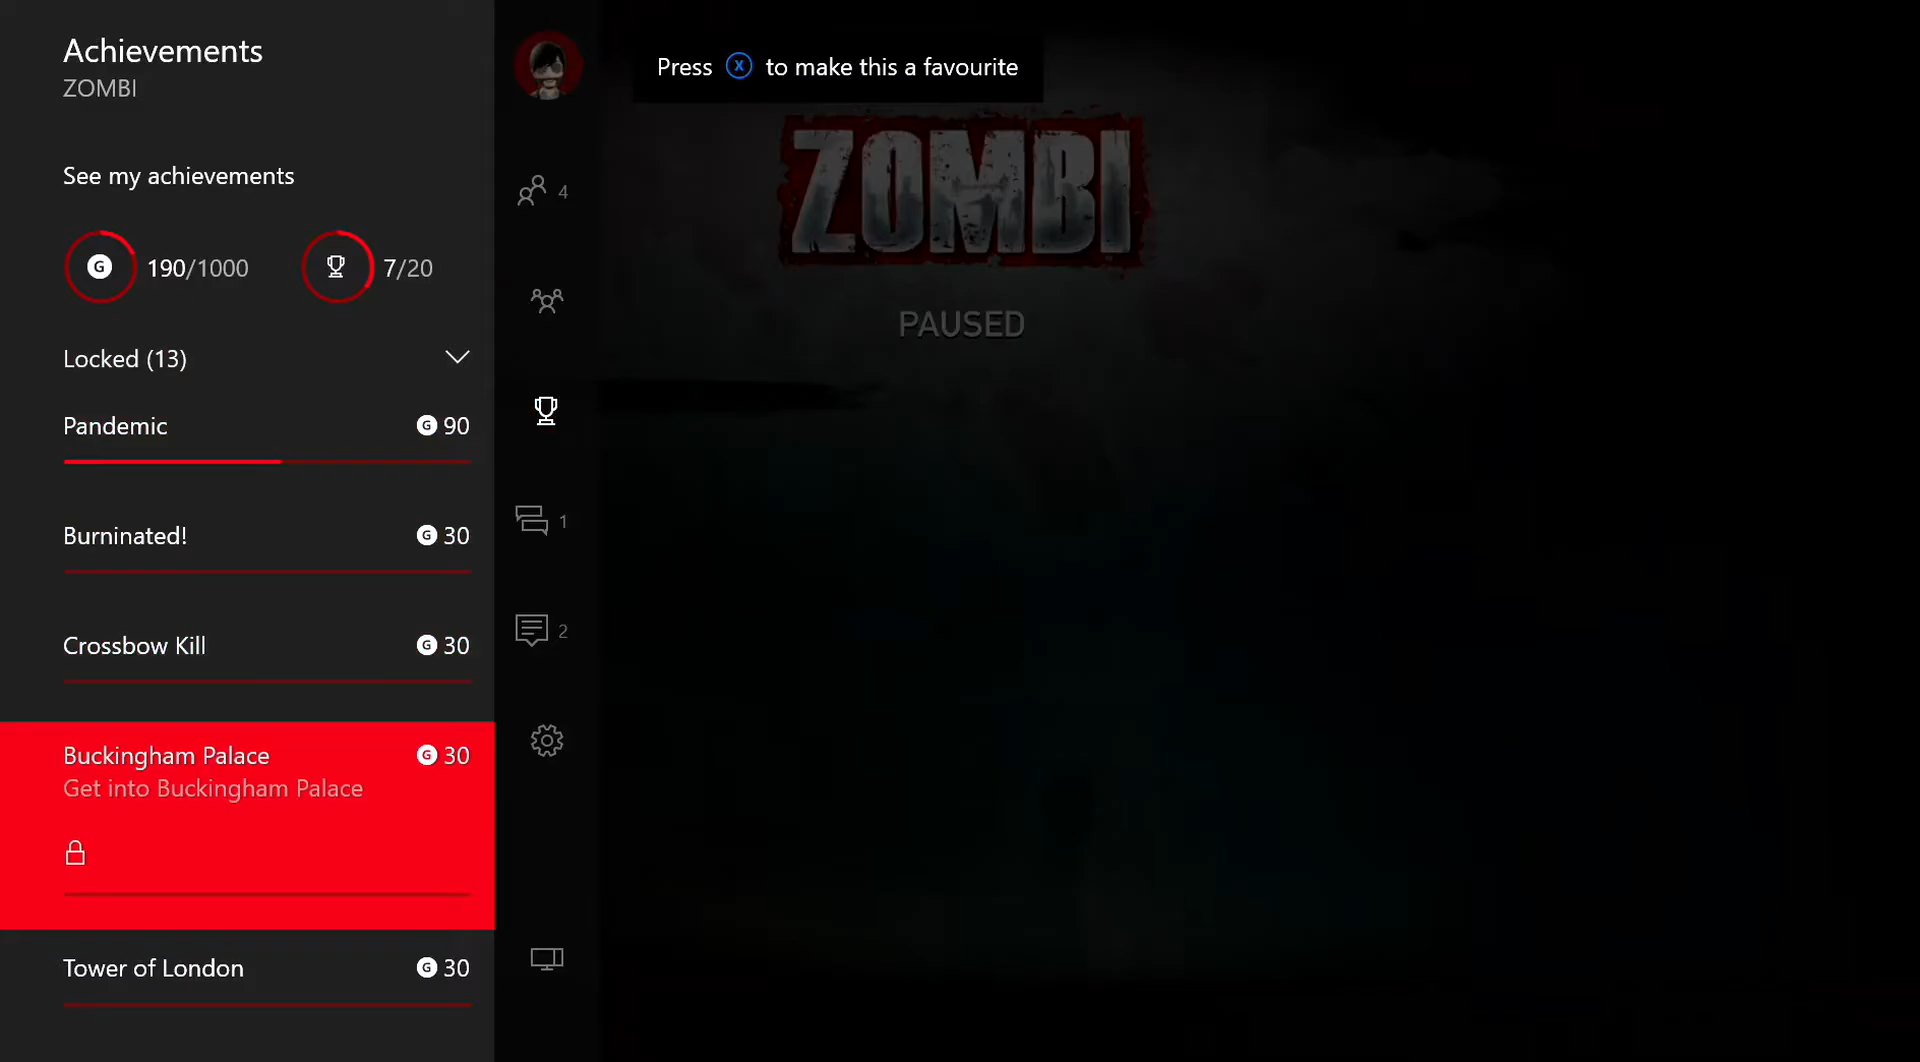 Achievements
ZOMBI
See my achievements
G 190/1000
7/20
Locked (13)
Pandemic G 90
Burninated! G 30
Crossbow Kill G 30
Buckingham Palace G 30
Get into Buckingham Palace
Tower of London G 30
4
1
2
Press X to make this a favourite
ZOMBI
PAUSED